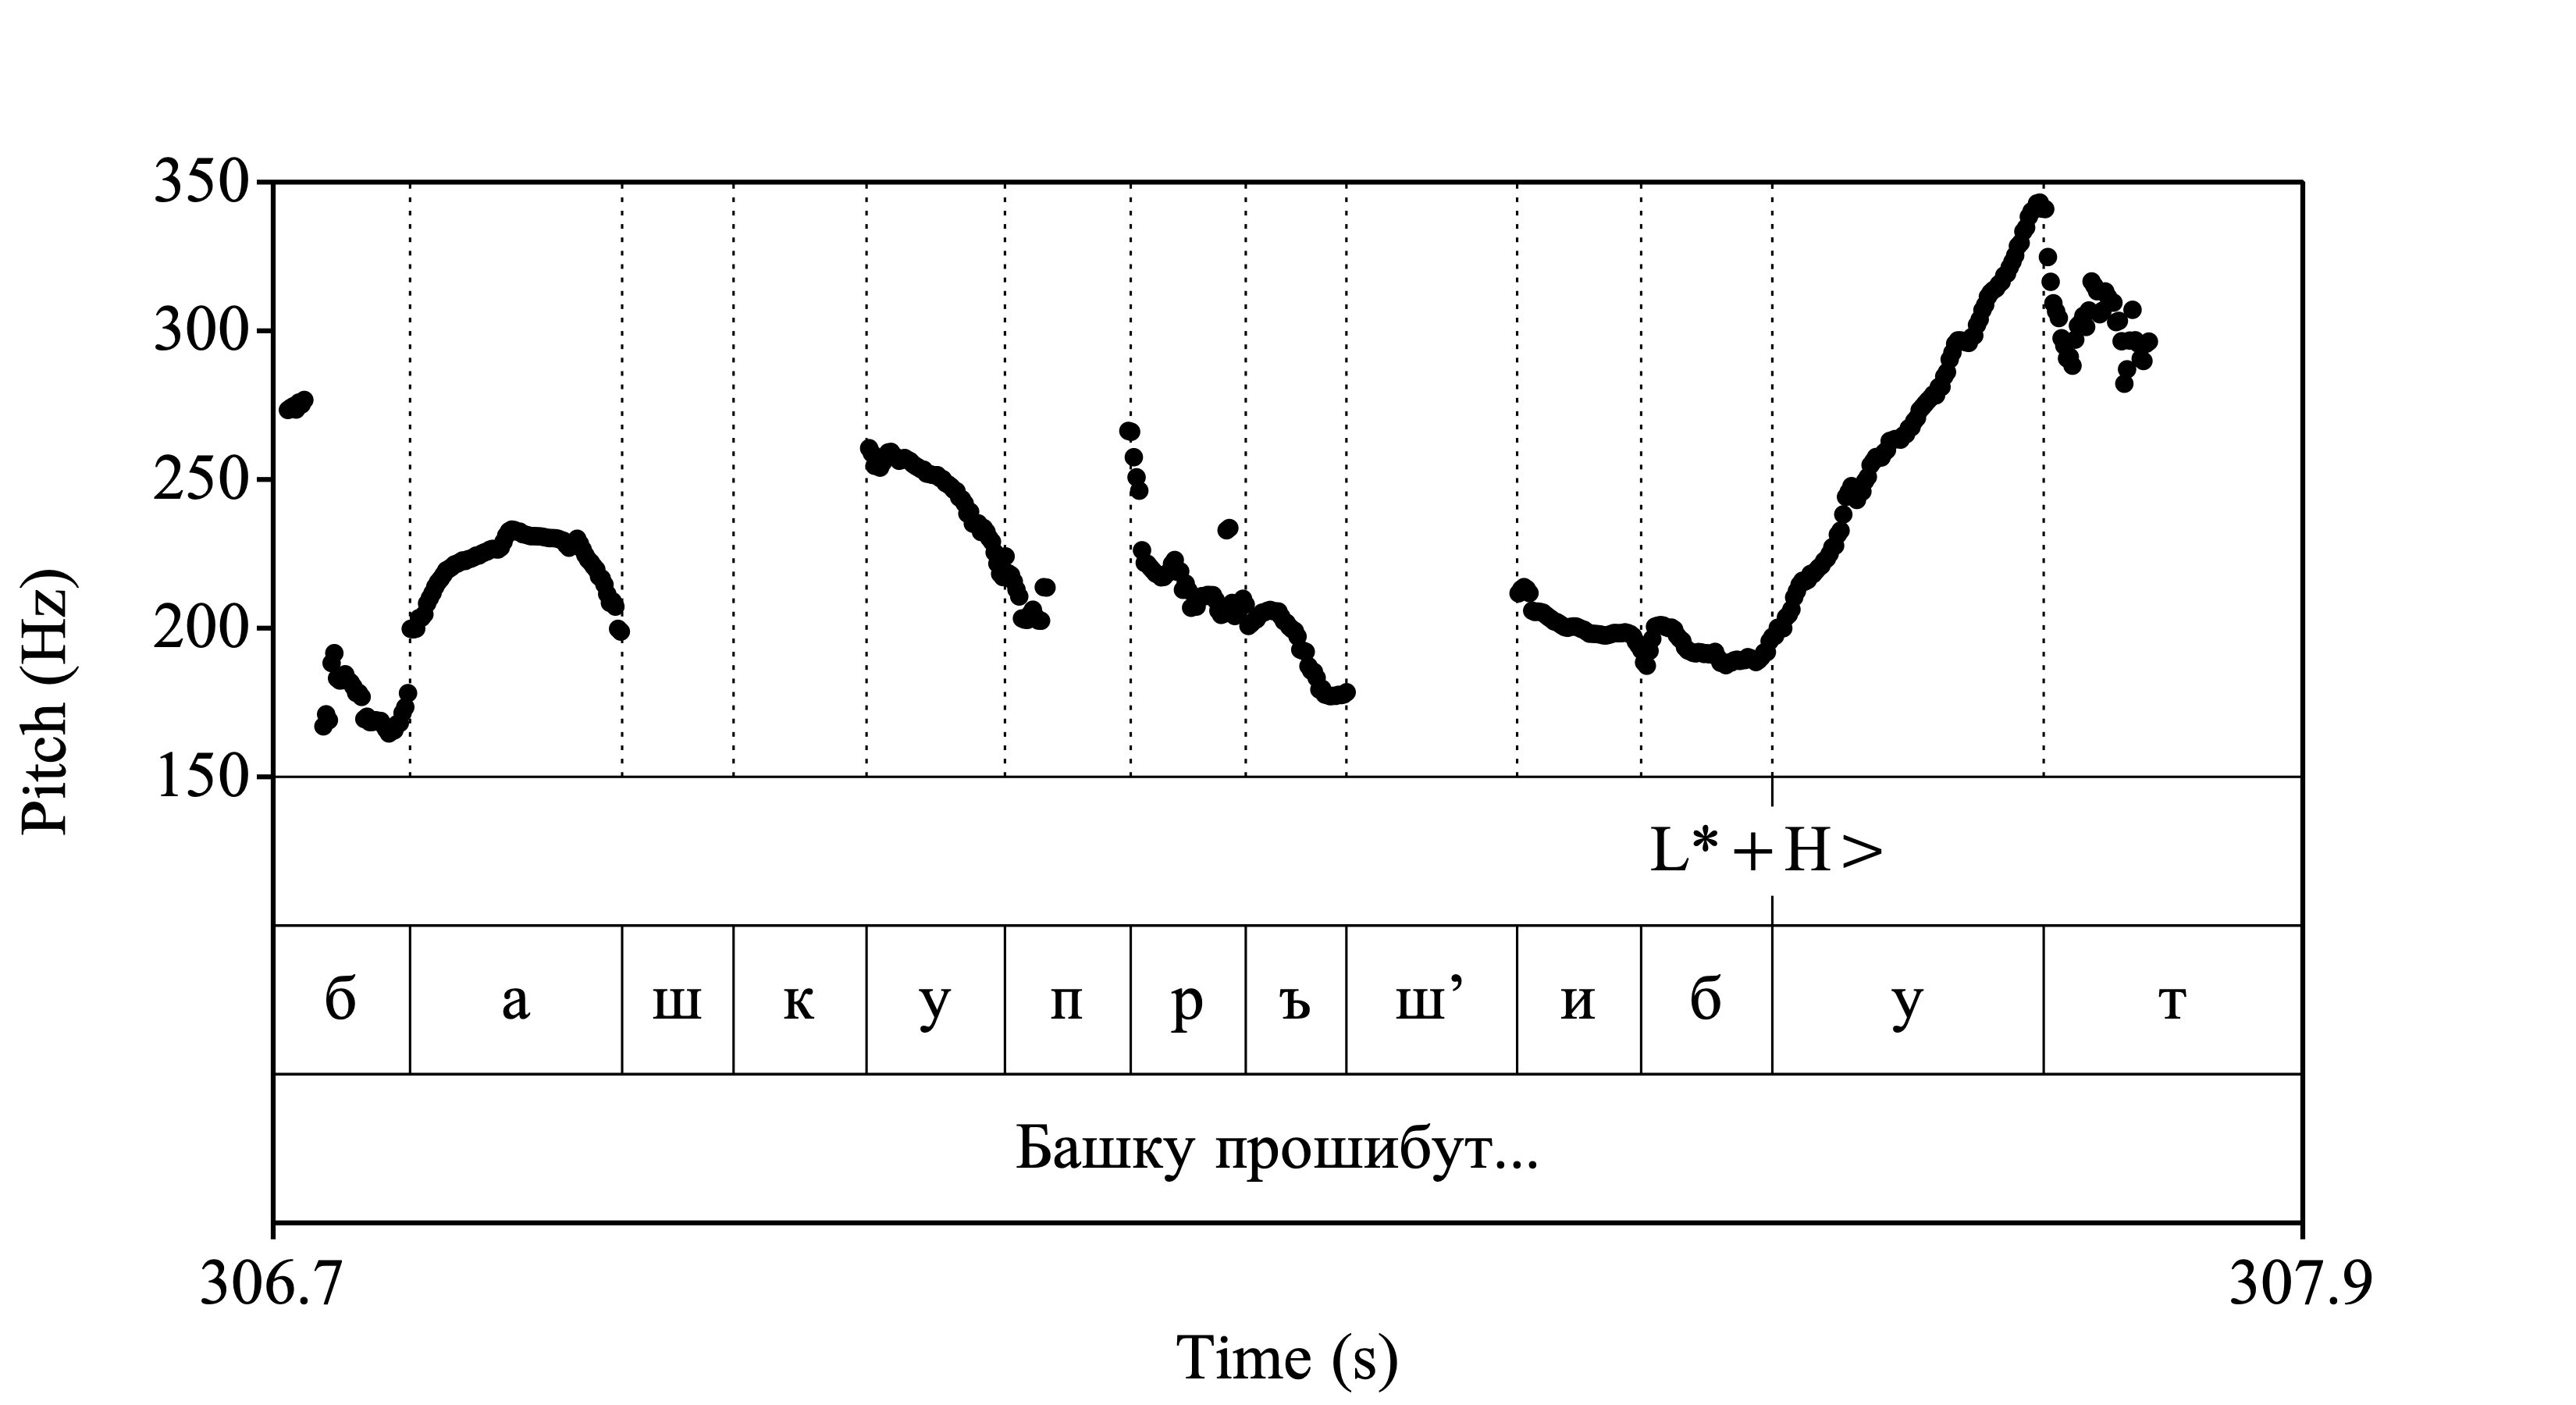 350
300
250
200
150
Pitch (Hz)
L*+H>
б а ш к у п р ъ ш’ и б у т
Башку прошибут...
306.7 307.9
Time (s)